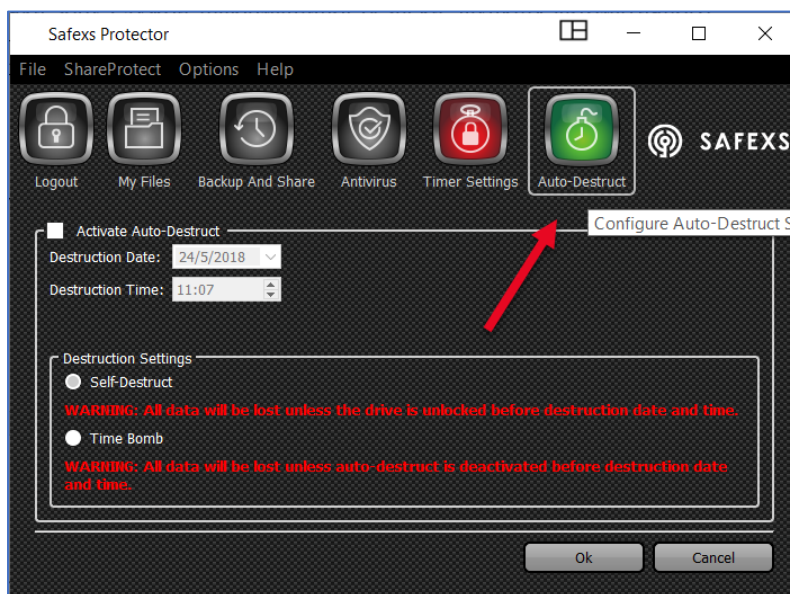 Safexs Protector
File ShareProtect Options Help
Logout My Files Backup And Share Antivirus Timer Settings Auto-Destruct SAFEXS
Configure Auto-Destruct S
Activate Auto-Destruct
Destruction Date: 24/5/2018
Destruction Time: 11:07
Destruction Settings
Self-Destruct
WARNING: All data will be lost unless the drive is unlocked before destruction date and time.
Time Bomb
WARNING: All data will be lost unless auto-destruct is deactivated before destruction date
and time.
Ok Cancel